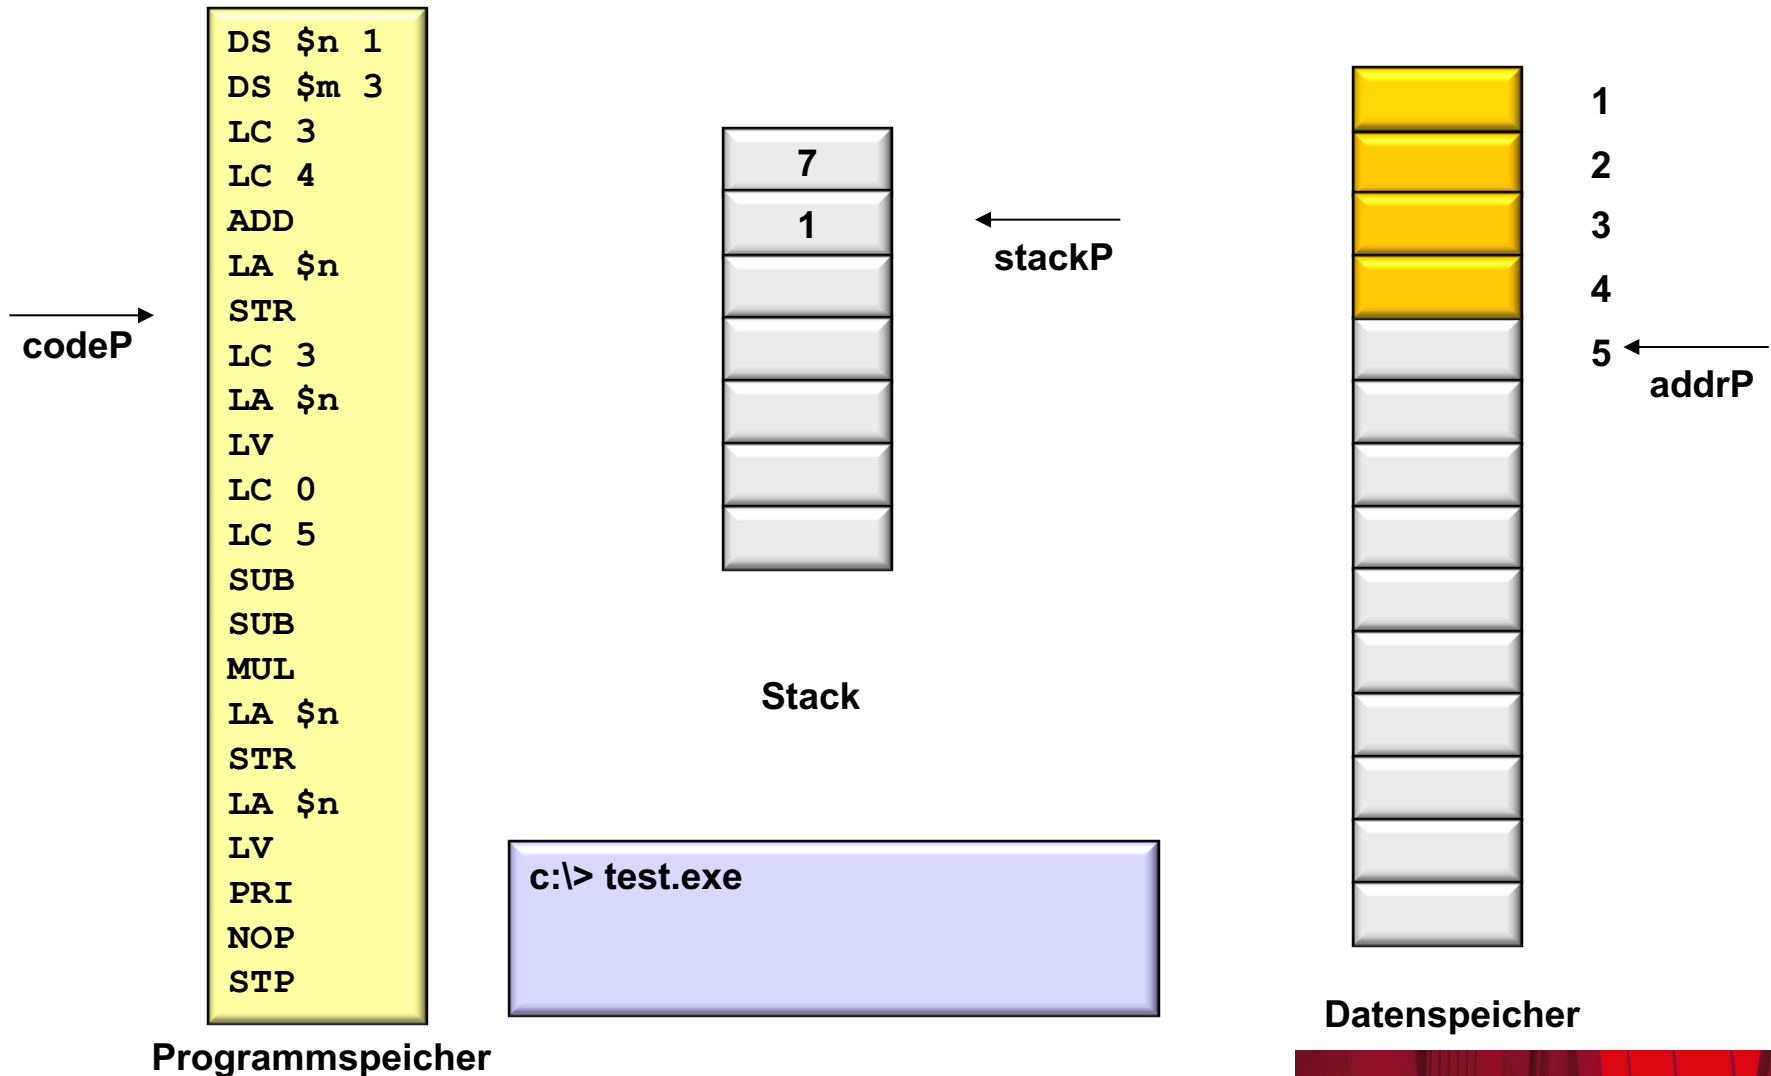 DS $n 1
DS $m 3
LC 3
LC 4
ADD
LA $n
STR
LC 3
LA $n
LV
LC 0
LC 5
SUB
SUB
MUL
LA $n
STR
LA $n
LV
PRI
NOP
STP
codeP
Programmspeicher
7
1
stackP
Stack
c:\> test.exe
1
2
3
4
5
addrP
Datenspeicher